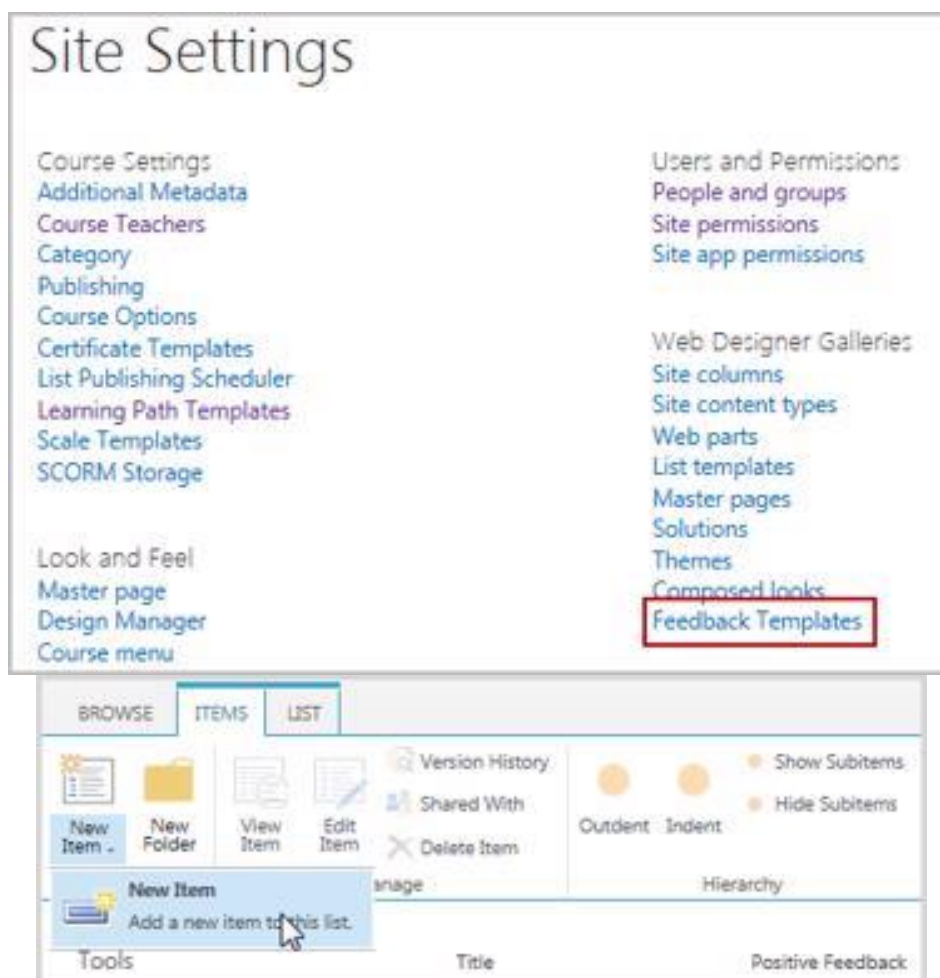 Site Settings
Course Settings
Additional Metadata
Course Teachers
Category
Publishing
Course Options
Certificate Templates
List Publishing Scheduler
Learning Path Templates
Scale Templates
SCORM Storage
Look and Feel
Master page
Design Manager
Course menu
Users and Permissions
People and groups
Site permissions
Site app permissions
Web Designer Galleries
Site columns
Site content types
Web parts
List templates
Master pages
Solutions
Themes
Composed looks
Feedback Templates
BROWSE ITEMS LIST
New Item
New Folder
View Item
Edit Item
Version History
Shared With
Delete Item
Outdent Indent
Show Subitems
Hide Subitems
anage
Hierarchy
New Item
Add a new item to this list.
Tools Title Positive Feedback